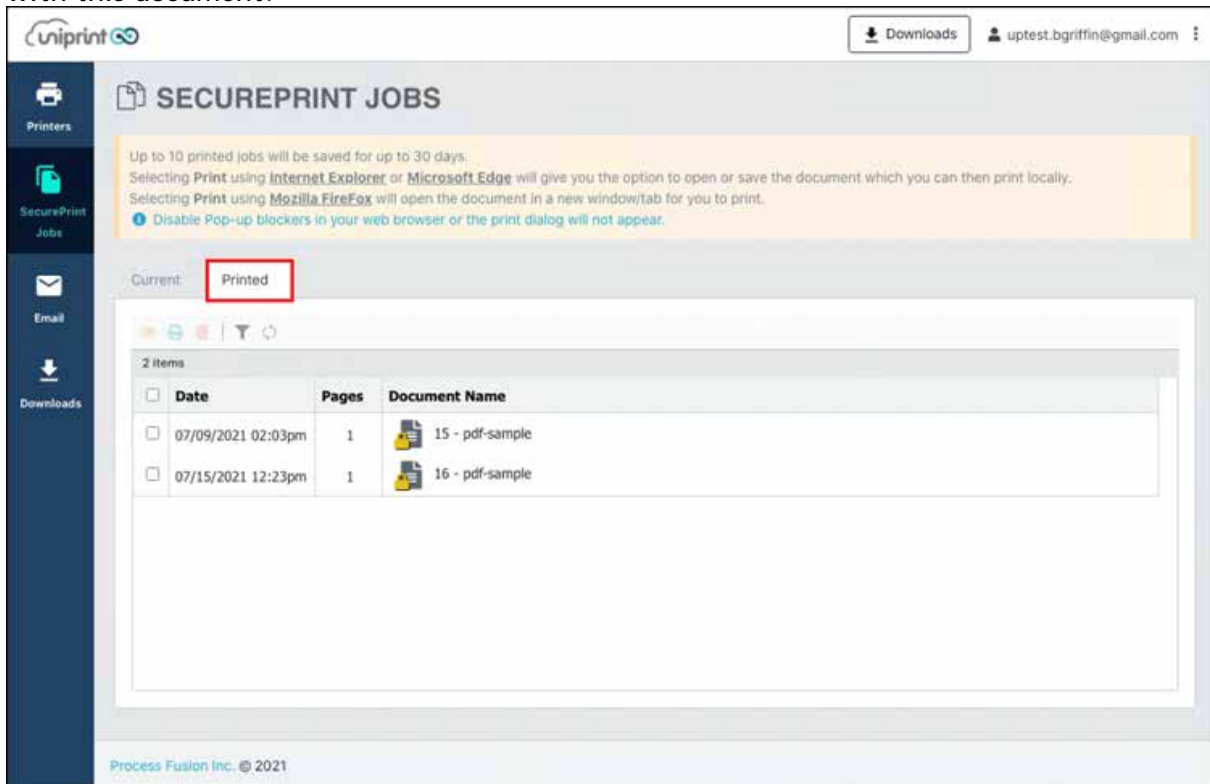 uniprint
Downloads
uptest.bgriffin@gmail.com
Printers
SecurePrint
Jobs
Email
Downloads
SECUREPRINT JOBS
Up to 10 printed jobs will be saved for up to 30 days.
Selecting Print using Internet Explorer or Microsoft Edge will give you the option to open or save the document which you can then print locally.
Selecting Print using Mozilla FireFox will open the document in a new window/tab for you to print.
Disable Pop-up blockers in your web browser or the print dialog will not appear.
Current Printed
2 items
Date Pages Document Name
07/09/2021 02:03pm 1 15 - pdf-sample
07/15/2021 12:23pm 1 16 - pdf-sample
Process Fusion Inc. © 2021